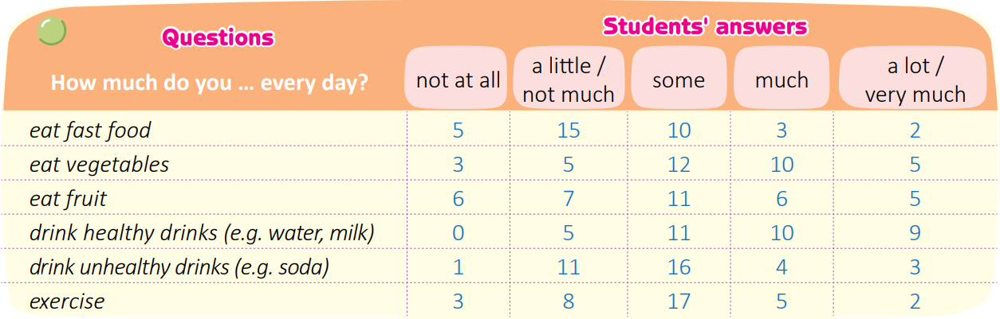 Questions Students' answers
How much do you ... every day? not at all a little / not much some much a lot / very much
eat fast food 5 15 10 3 2
eat vegetables 3 5 12 10 5
eat fruit 6 7 11 6 5
drink healthy drinks (e.g. water, milk) 0 5 11 10 9
drink unhealthy drinks (e.g. soda) 1 11 16 4 3
exercise 3 8 17 5 2